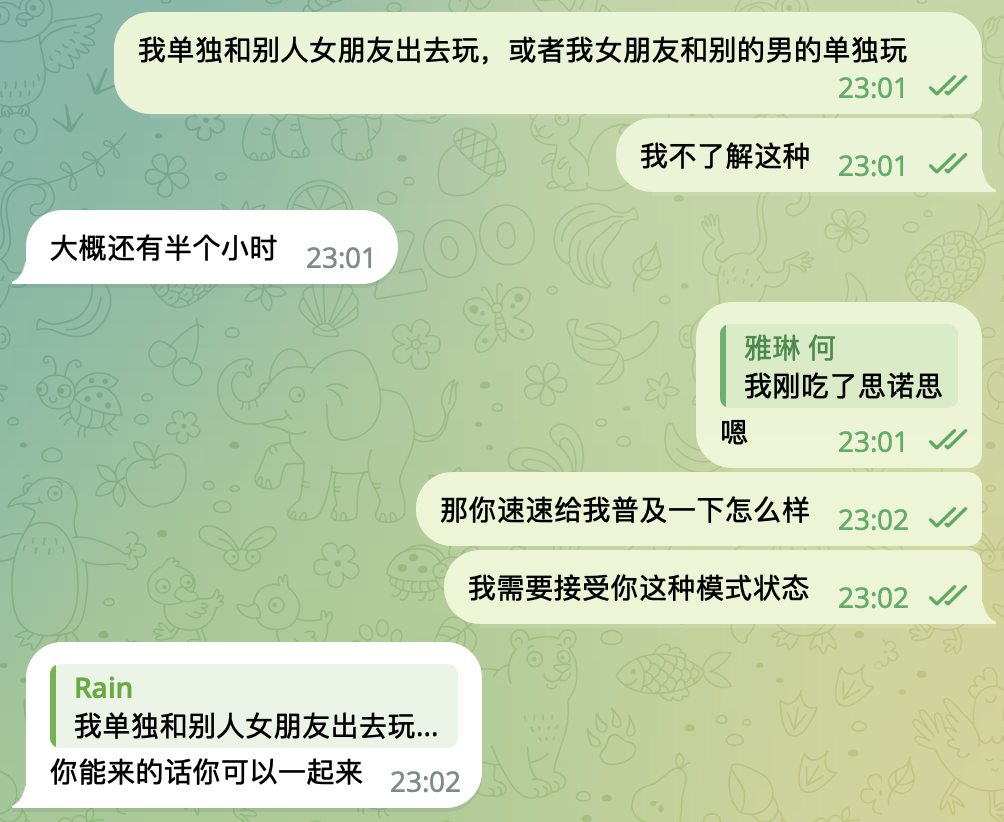 我单独和别人女朋友出去玩，或者我女朋友和别的男的单独玩
23:01
我不了解这种 23:01
大概还有半个小时 23:01
雅琳 何
我刚吃了思诺思
嗯 23:01
那你速速给我普及一下怎么样 23:02
我需要接受你这种模式状态 23:02
Rain
我单独和别人女朋友出去玩...
你能来的话你可以一起来 23:02